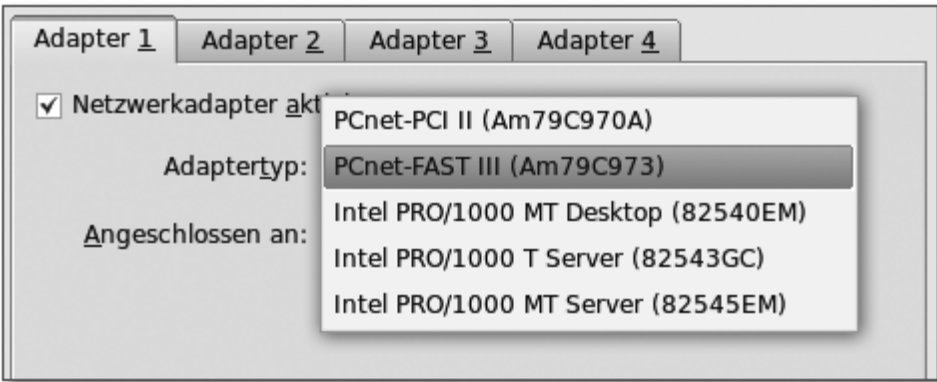 Adapter 1 Adapter 2 Adapter 3 Adapter 4
Netzwerkadapter
PCnet-PCI II (Am79C970A)
Adaptertyp: PCnet-FAST III (Am79C973)
Intel PRO/1000 MT Desktop (82540EM)
Angeschlossen an:
Intel PRO/1000 T Server (82543GC)
Intel PRO/1000 MT Server (82545EM)